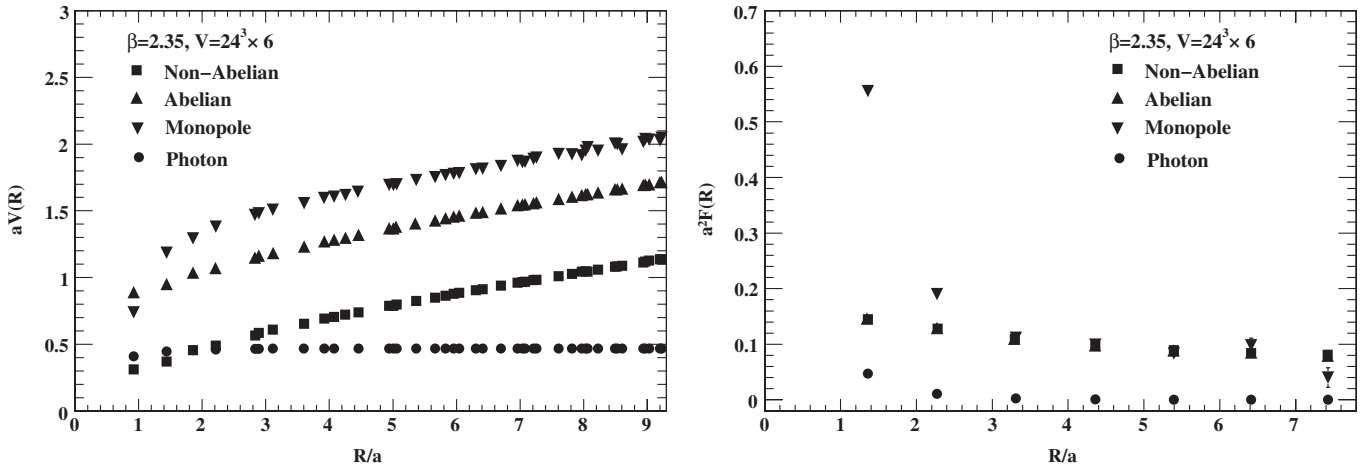 3
2.5
2
1.5
1
0.5
0
aV(R)
β=2.35, V=24³× 6
Non−Abelian
Abelian
Monopole
Photon
0 1 2 3 4 5 6 7 8 9
R/a
0.7
0.6
0.5
0.4
0.3
0.2
0.1
0
a²F(R)
β=2.35, V=24³× 6
Non−Abelian
Abelian
Monopole
Photon
0 1 2 3 4 5 6 7
R/a